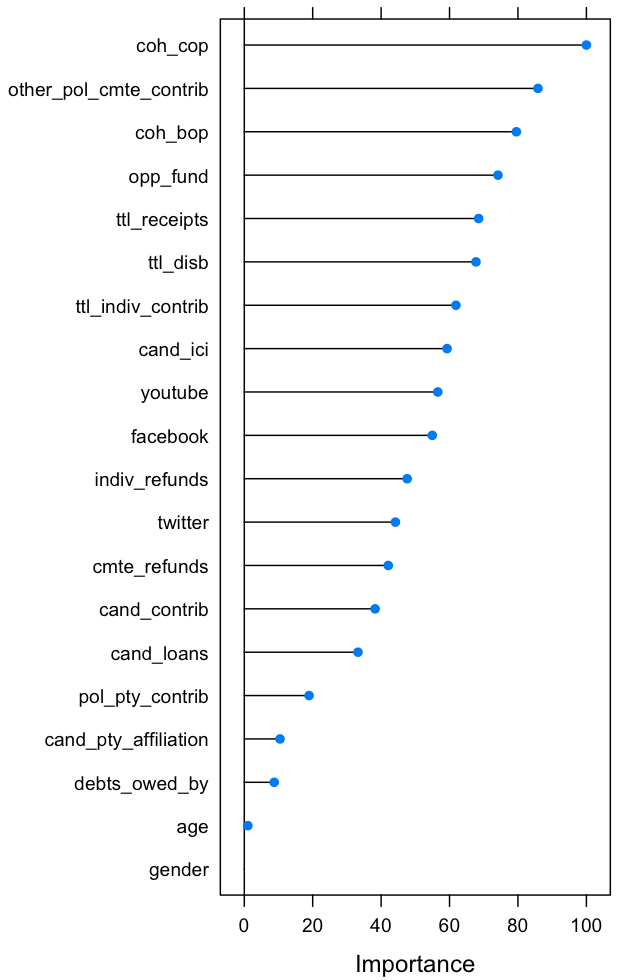 coh_cop
other_pol_cmte_contrib
coh_bop
opp_fund
ttl_receipts
ttl_disb
ttl_indiv_contrib
cand_ici
youtube
facebook
indiv_refunds
twitter
cmte_refunds
cand_contrib
cand_loans
pol_pty_contrib
cand_pty_affiliation
debts_owed_by
age
gender
0 20 40 60 80 100
Importance